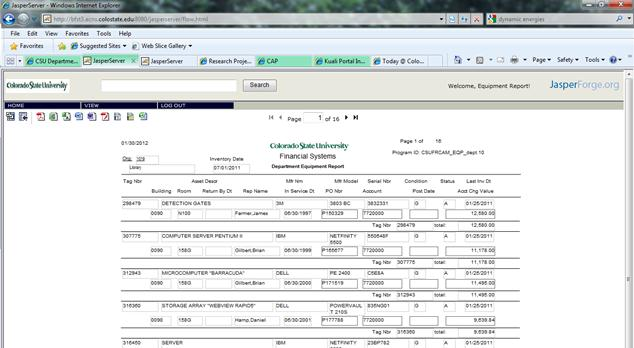 JasperServer - Windows Internet Explorer
http://bfst3.acns.colostate.edu:8080/jasperserver/flow.html
dynamic energies
File Edit View Favorites Tools Help
Favorites Suggested Sites Web Slice Gallery
CSU Departme... JasperServer JasperServer Research Proje... CAP Kuali Portal In... Today @ Colo...
Page Safety Tools
Colorado State University Search Welcome, Equipment Report! JasperForge.org
HOME VIEW LOG OUT
Page 1 of 16
01/30/2012 Colorado State University Page 1 of 16
Financial Systems Program ID: CSUFRCAM_EQP_dept.10
Org: 109 Inventory Date Department Equipment Report
Library 07/01/2011
Tag Nbr Asset Descr Mfr Nm Mfr Model Serial Nbr Condition Status Last Inv Dt
Building Room Return By Dt Rep Name In Service Dt PO Nbr Account Post Date Acct Chg Value
298479 DETECTION GATES 3M 3803 BC 3832331 G A 01/25/2011
0090 N100 Farmer,James 06/30/1997 P150329 7720000 12,580.00
Tag Nbr 298479 total: 12,580.00
307775 COMPUTER SERVER PENTIUM II IBM NETFINITY 5500 550548F G A 01/25/2011
0090 158G Gilbert,Brian 06/30/1999 P166677 7720000 11,178.00
Tag Nbr 307775 total: 11,178.00
312943 MICROCOMPUTER "BARRACUDA" DELL PE 2400 C5E8A G A 01/25/2011
0090 158G Gilbert,Brian 06/30/2000 P171519 7720000 11,495.00
Tag Nbr 312943 total: 11,495.00
316360 STORAGE ARRAY "WEBVIEW RAPIDS" DELL POWERVAUL T 210S 835NG01 G A 01/25/2011
0090 158G Hamp,Daniel 06/30/2001 P177788 7720000 9,639.84
Tag Nbr 316360 total: 9,639.84
316450 SERVER IBM NETFINITY 23BP782 G A 01/25/2011